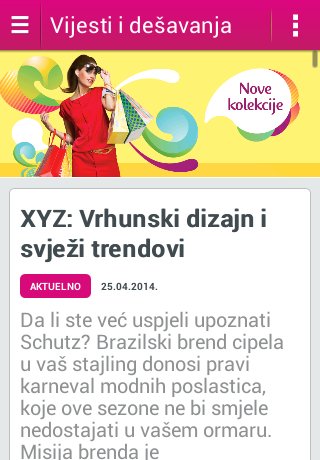 Vijesti i dešavanja
Nove
kolekcije
XYZ: Vrhunski dizajn i
svježi trendovi
AKTUELNO 25.04.2014.
Da li ste već uspjeli upoznati
Schutz? Brazilski brend cipela
u vaš stajling donosi pravi
karneval modnih poslastica,
koje ove sezone ne bi smjele
nedostajati u vašem ormaru.
Misija brenda je